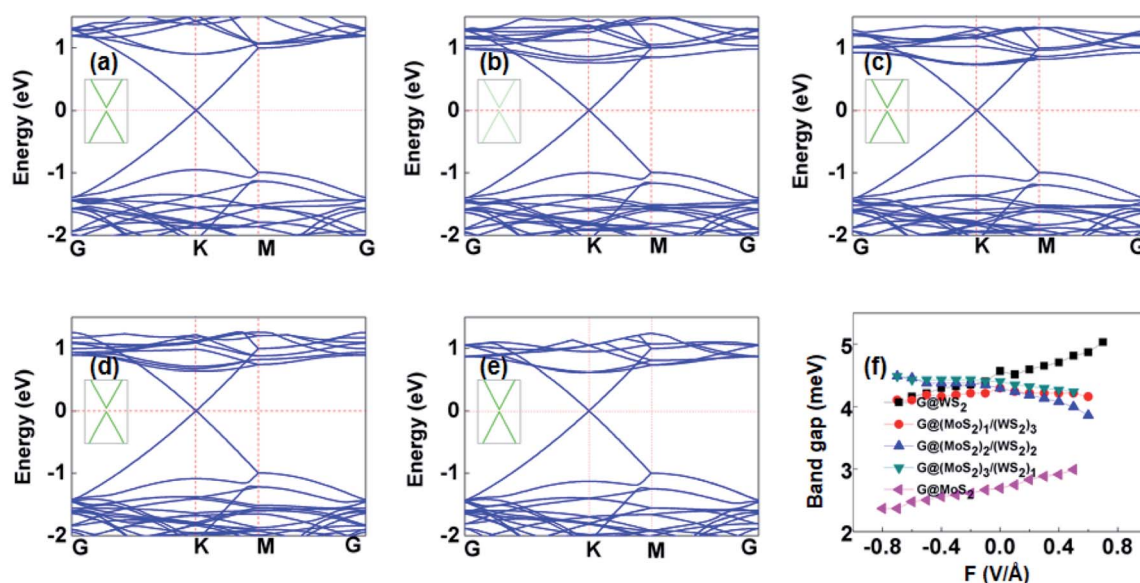 (a)
Energy (eV)
1
0
-1
-2
G K M G
(b)
Energy (eV)
1
0
-1
-2
G K M G
(c)
Energy (eV)
1
0
-1
-2
G K M G
(d)
Energy (eV)
1
0
-1
-2
G K M G
(e)
Energy (eV)
1
0
-1
-2
G K M G
(f)
Band gap (meV)
5
4
3
2
G@WS₂
G@(MoS₂)₁/(WS₂)₃
G@(MoS₂)₂/(WS₂)₂
G@(MoS₂)₃/(WS₂)₁
G@MoS₂
-0.8 -0.4 0.0 0.4 0.8
F (V/Å)